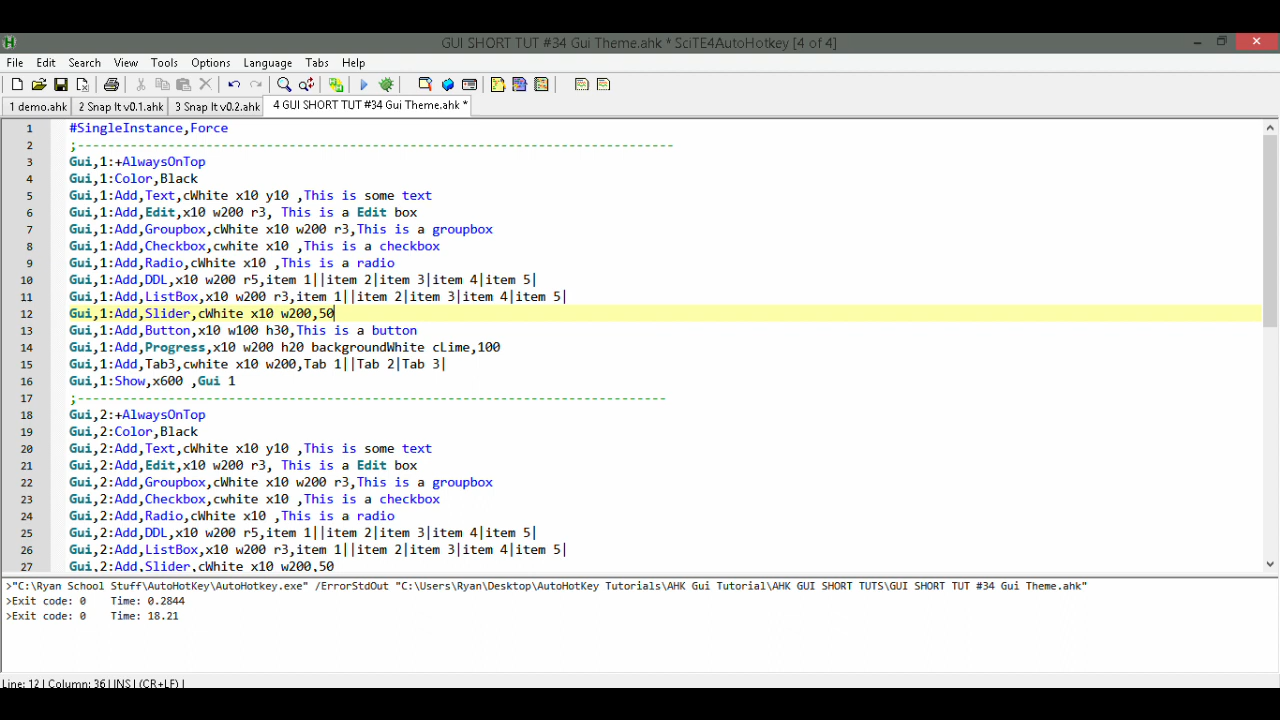 GUI SHORT TUT #34 Gui Theme.ahk * SciTE4AutoHotkey [4 of 4]
File Edit Search View Tools Options Language Tabs Help
1 demo.ahk 2 Snap It v0.1.ahk 3 Snap It v0.2.ahk 4 GUI SHORT TUT #34 Gui Theme.ahk *
1 #SingleInstance,Force
2 ;-------------------------------------------------------------------------------
3 Gui,1:+AlwaysOnTop
4 Gui,1:Color,Black
5 Gui,1:Add,Text,cWhite x10 y10 ,This is some text
6 Gui,1:Add,Edit,x10 w200 r3, This is a Edit box
7 Gui,1:Add,Groupbox,cWhite x10 w200 r3,This is a groupbox
8 Gui,1:Add,Checkbox,cwhite x10 ,This is a checkbox
9 Gui,1:Add,Radio,cWhite x10 ,This is a radio
10 Gui,1:Add,DDL,x10 w200 r5,item 1||item 2|item 3|item 4|item 5|
11 Gui,1:Add,ListBox,x10 w200 r3,item 1||item 2|item 3|item 4|item 5|
12 Gui,1:Add,Slider,cWhite x10 w200,50
13 Gui,1:Add,Button,x10 w100 h30,This is a button
14 Gui,1:Add,Progress,x10 w200 h20 backgroundWhite cLime,100
15 Gui,1:Add,Tab3,cwhite x10 w200,Tab 1||Tab 2|Tab 3|
16 Gui,1:Show,x600 ,Gui 1
17 ;------------------------------------------------------------------------------
18 Gui,2:+AlwaysOnTop
19 Gui,2:Color,Black
20 Gui,2:Add,Text,cWhite x10 y10 ,This is some text
21 Gui,2:Add,Edit,x10 w200 r3, This is a Edit box
22 Gui,2:Add,Groupbox,cWhite x10 w200 r3,This is a groupbox
23 Gui,2:Add,Checkbox,cwhite x10 ,This is a checkbox
24 Gui,2:Add,Radio,cWhite x10 ,This is a radio
25 Gui,2:Add,DDL,x10 w200 r5,item 1||item 2|item 3|item 4|item 5|
26 Gui,2:Add,ListBox,x10 w200 r3,item 1||item 2|item 3|item 4|item 5|
27 Gui,2:Add,Slider,cWhite x10 w200,50
>"C:\Ryan School Stuff\AutoHotKey\AutoHotkey.exe" /ErrorStdOut "C:\Users\Ryan\Desktop\AutoHotKey Tutorials\AHK Gui Tutorial\AHK GUI SHORT TUTS\GUI SHORT TUT #34 Gui Theme.ahk"
>Exit code: 0 Time: 0.2844
>Exit code: 0 Time: 18.21
Line: 12 | Column: 36 | INS | (CR+LF) |